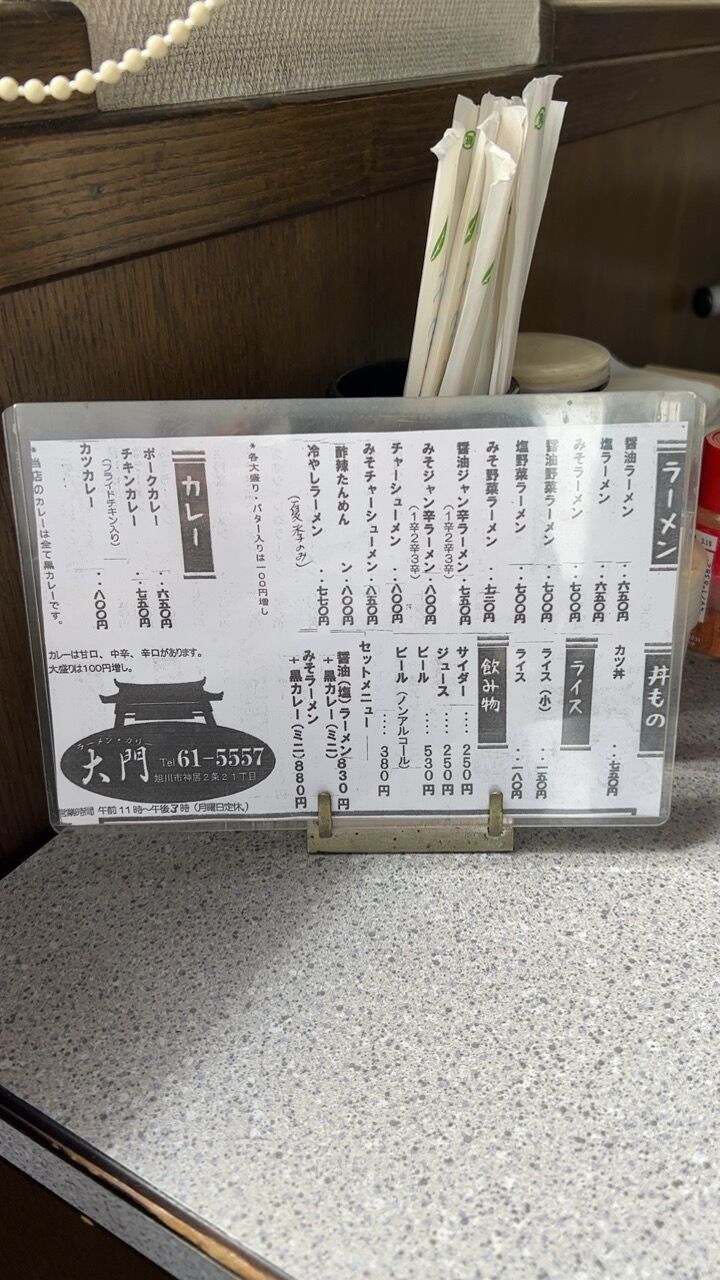 ラーメン
醤油ラーメン ・・六五〇円
塩ラーメン ・・六五〇円
みそラーメン ・・七〇〇円
醤油野菜ラーメン ・・七〇〇円
塩野菜ラーメン ・・七〇〇円
みそ野菜ラーメン ・・七三〇円
醤油ジャン辛ラーメン ・・七五〇円
(1辛2辛3辛)
みそジャン辛ラーメン ・・八〇〇円
(1辛2辛3辛)
チャーシューメン ・・八〇〇円
みそチャーシューメン ・・八五〇円
酢辣たんめん ・・八〇〇円
冷やしラーメン ・・七七〇円
(夏季のみ)
*各大盛り・バター入りは一〇〇円増し
カレー
ポークカレー ・・六五〇円
チキンカレー ・・七五〇円
(フライドチキン入り)
カツカレー ・・八〇〇円
*当店のカレーは全て黒カレーです。
丼もの
カツ丼 ・・七五〇円
ライス
ライス(小) ・・一五〇円
ライス ・・一八〇円
飲み物
サイダー ‥‥250円
ジュース ‥‥250円
ビール ‥‥530円
ビール(ノンアルコール)
‥‥380円
セットメニュー
醤油(塩)ラーメン830円
+黒カレー(ミニ)
みそラーメン
+黒カレー(ミニ)880円
カレーは甘口、中辛、辛口があります。
大盛りは100円増し。
ラーメン・カリー
大門
Tel 61-5557
旭川市神居2条21丁目
営業時間 午前11時~午後3時(月曜日定休)